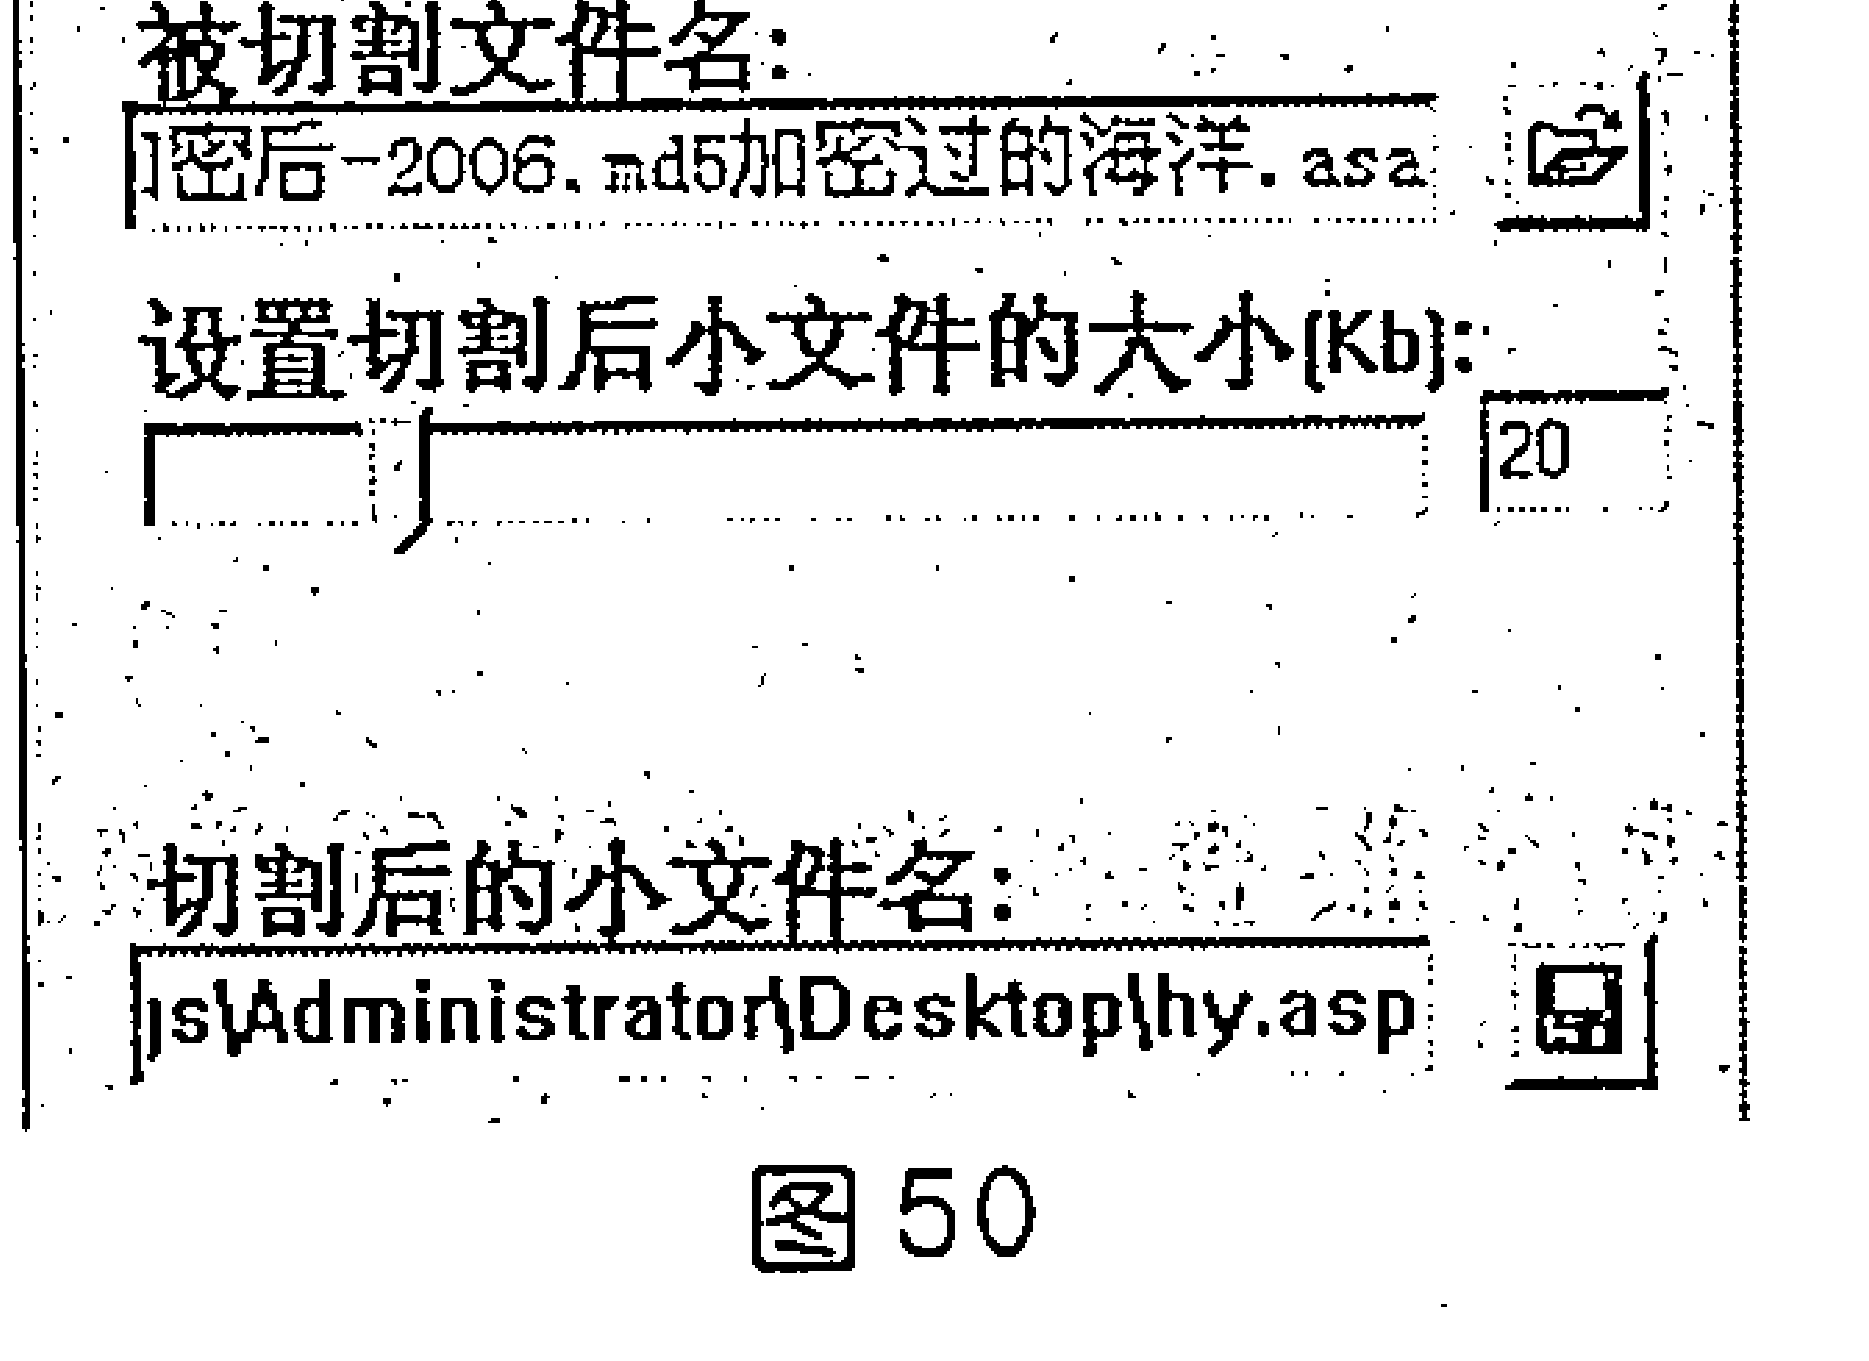 被切割文件名:
密后-2006.md5加密过的海洋.asa
设置切割后小文件的大小(Kb):
20
切割后的小文件名:
s\Administrator\Desktop\hy.asp
图 50